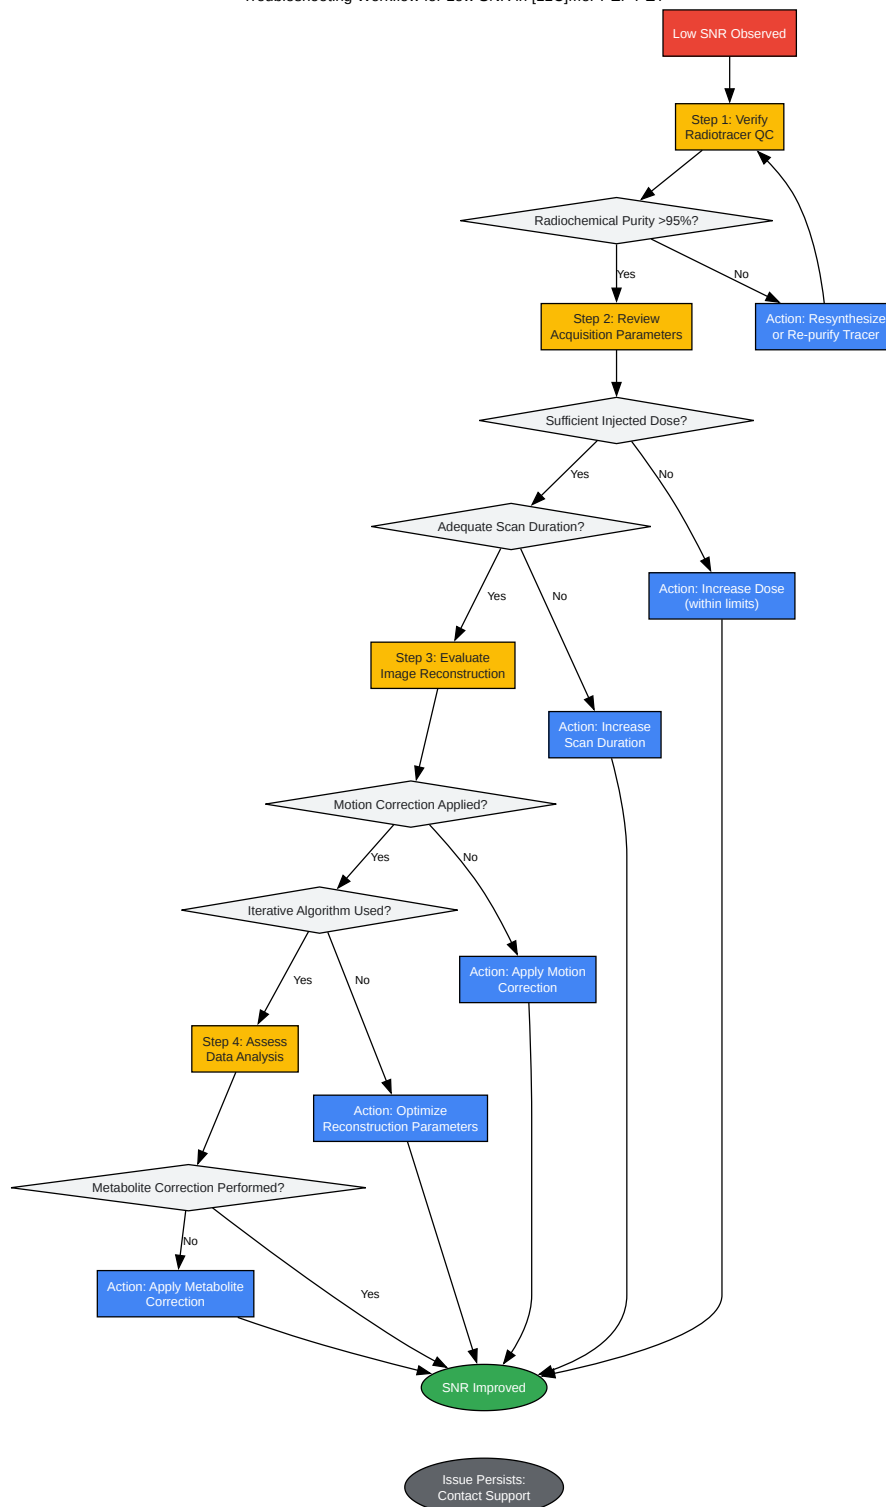 Low SNR Observed
Step 1: Verify
Radiotracer QC
Radiochemical Purity >95%?
Yes
No
Step 2: Review
Acquisition Parameters
Action: Resynthesize
or Re-purify Tracer
Sufficient Injected Dose?
Yes
No
Adequate Scan Duration?
Yes
No
Action: Increase Dose
(within limits)
Step 3: Evaluate
Image Reconstruction
Action: Increase
Scan Duration
Motion Correction Applied?
Yes
No
Iterative Algorithm Used?
Yes
No
Action: Apply Motion
Correction
Step 4: Assess
Data Analysis
Action: Optimize
Reconstruction Parameters
Metabolite Correction Performed?
No
Yes
Action: Apply Metabolite
Correction
SNR Improved
Issue Persists:
Contact Support